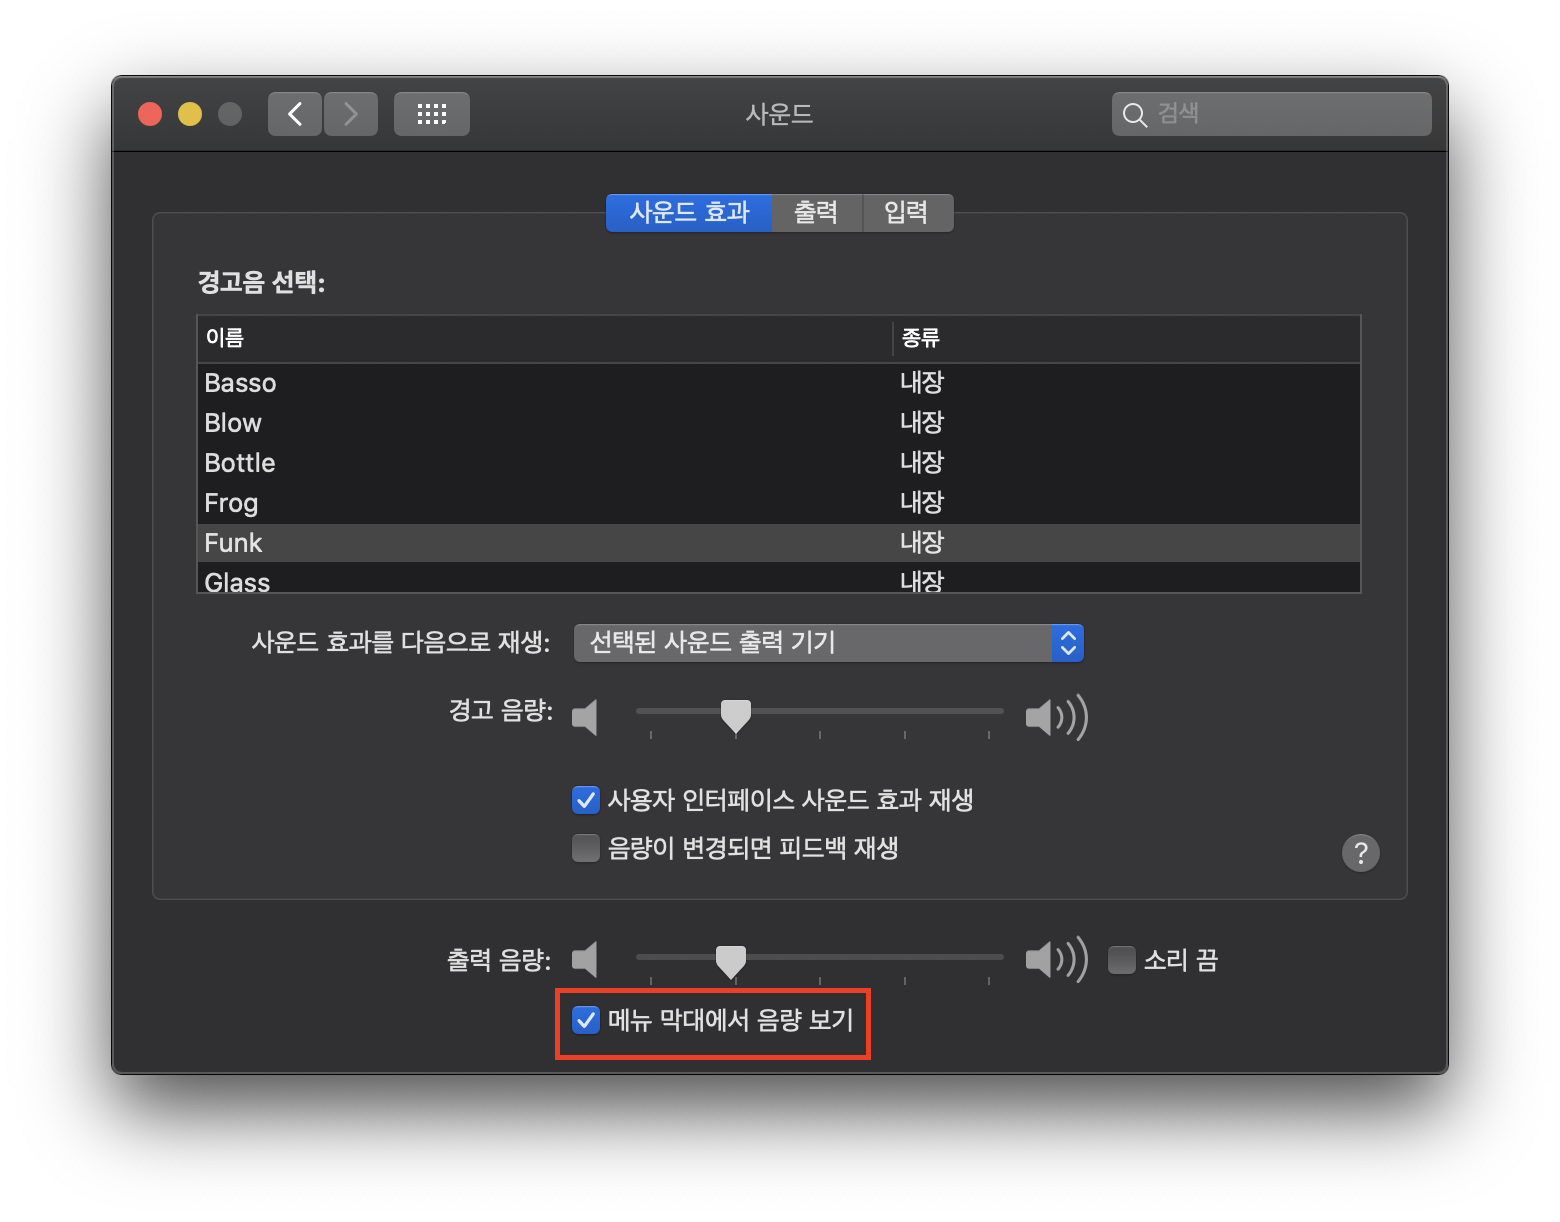 사운드
검색
사운드 효과 출력 입력
경고음 선택:
이름 종류
Basso 내장
Blow 내장
Bottle 내장
Frog 내장
Funk 내장
Glass 내장
사운드 효과를 다음으로 재생: 선택된 사운드 출력 기기
경고 음량:
사용자 인터페이스 사운드 효과 재생
음량이 변경되면 피드백 재생
?
출력 음량: 소리 끔
메뉴 막대에서 음량 보기